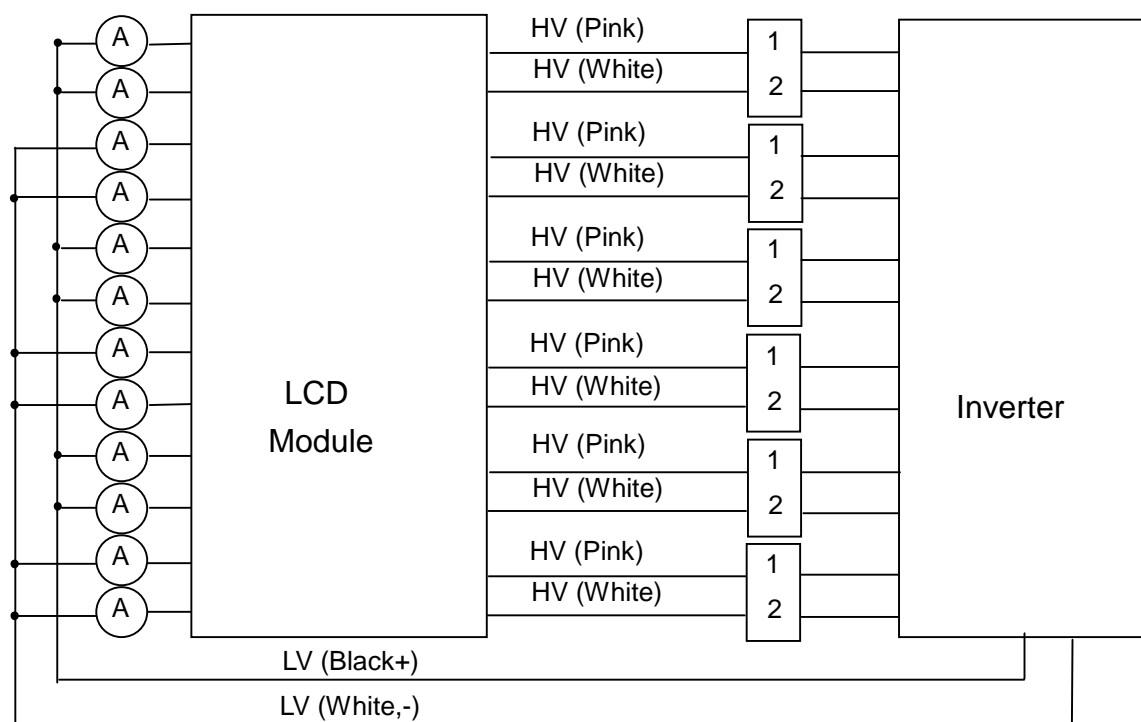 A
A
A
A
A
A
A
A
A
A
A
A
LCD
Module
HV (Pink)
HV (White)
HV (Pink)
HV (White)
HV (Pink)
HV (White)
HV (Pink)
HV (White)
HV (Pink)
HV (White)
HV (Pink)
HV (White)
1
2
1
2
1
2
1
2
1
2
1
2
Inverter
LV (Black+)
LV (White,-)